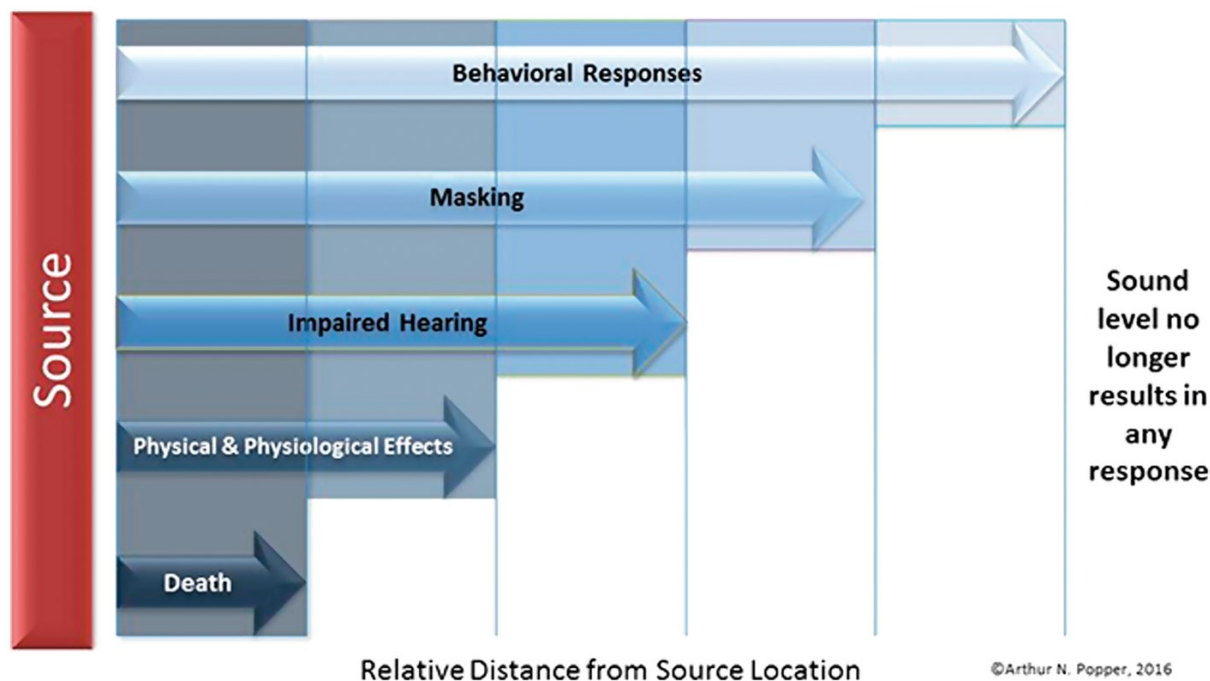 Source
Behavioral Responses
Masking
Impaired Hearing
Physical & Physiological Effects
Death
Sound
level no
longer
results in
any
response
Relative Distance from Source Location
©Arthur N. Popper, 2016